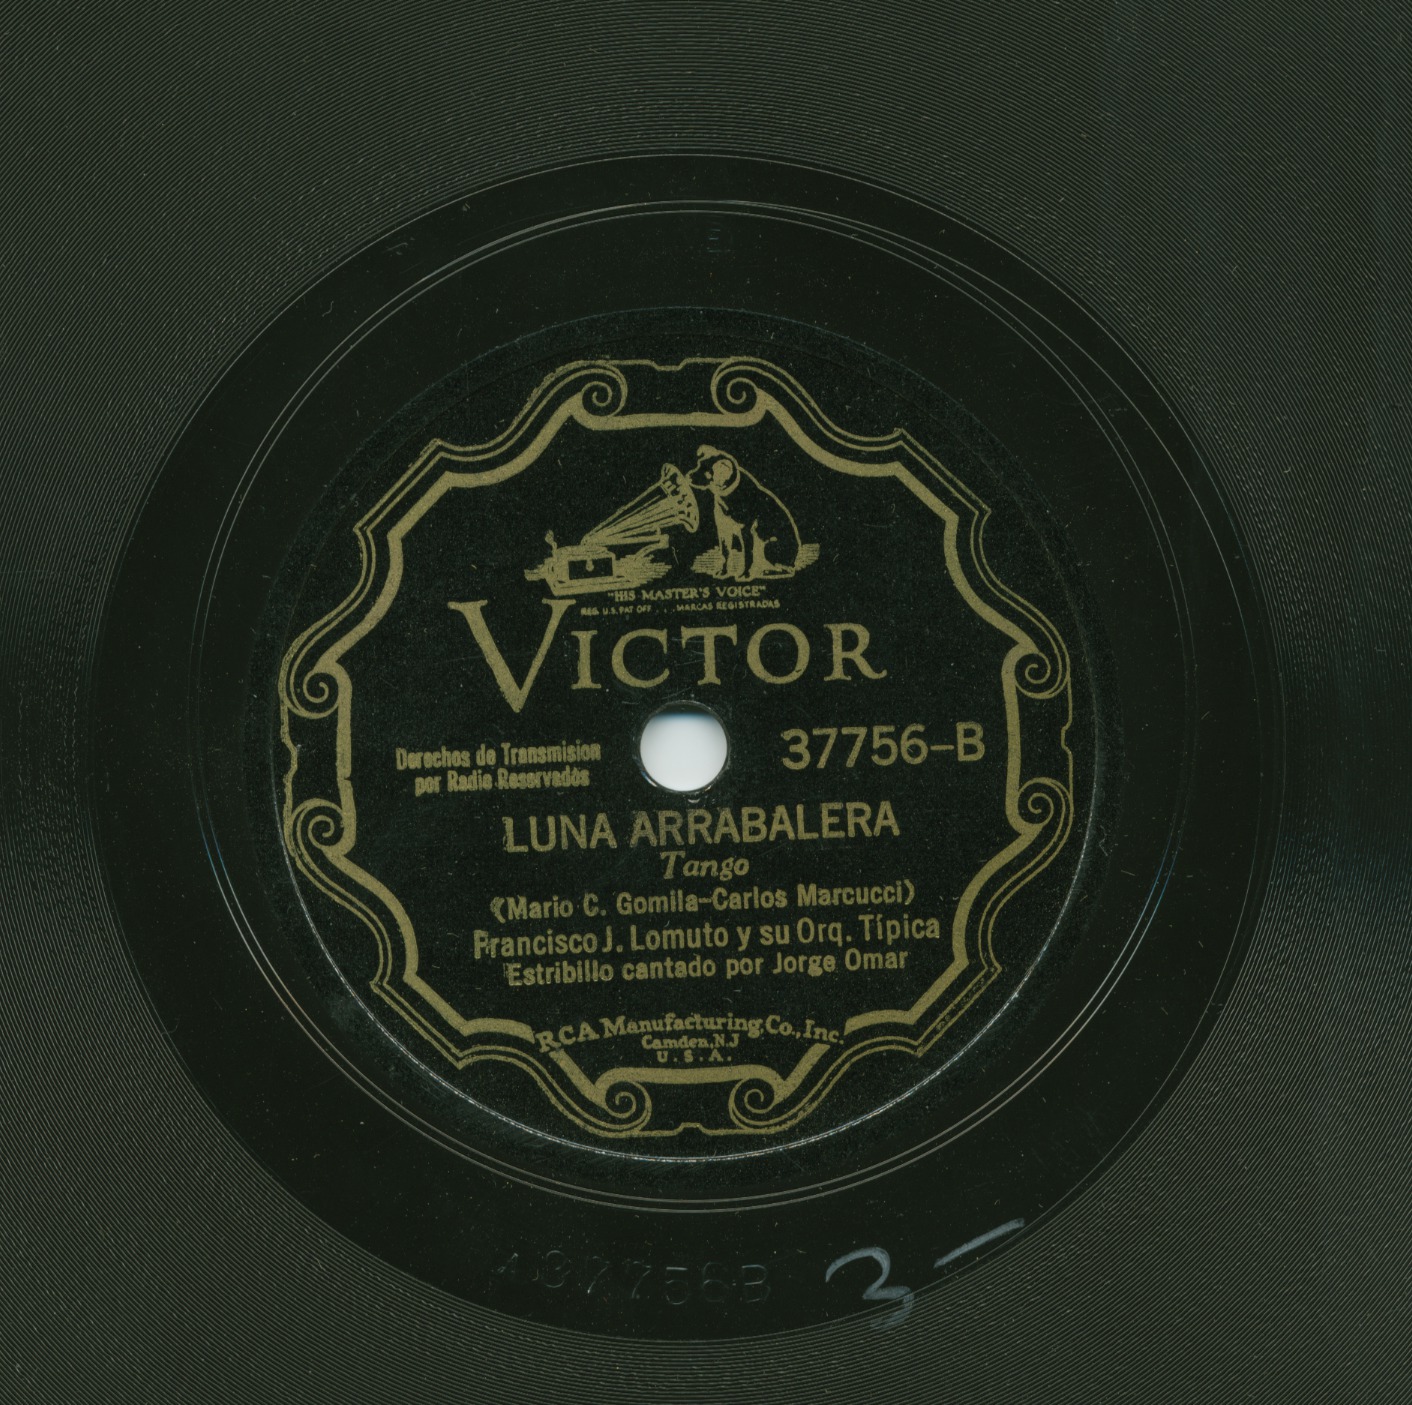 E
"HIS MASTER'S VOICE"
REG. U.S. PAT OFF . . . MARCAS REGISTRADAS
VICTOR
Derechos de Transmision
por Radio Reservados
37756-B
LUNA ARRABALERA
Tango
(Mario C. Gomila-Carlos Marcucci)
Francisco J. Lomuto y su Orq. Típica
Estribillo cantado por Jorge Omar
RCA Manufacturing Co., Inc.
Camden, N.J
U. S. A.
37756B
3-